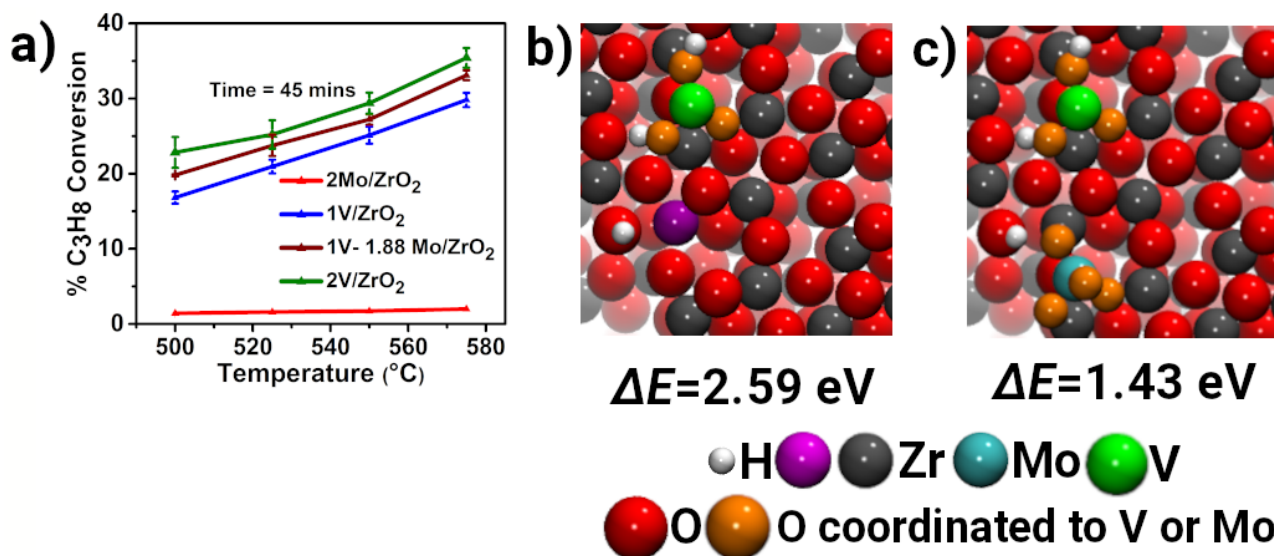 a)
40
30
20
10
0
% C3H8 Conversion
Time = 45 mins
2Mo/ZrO2
1V/ZrO2
1V- 1.88 Mo/ZrO2
2V/ZrO2
500 520 540 560 580
Temperature (°C)
b)
ΔE=2.59 eV
c)
ΔE=1.43 eV
H Zr Mo V
O O coordinated to V or Mo